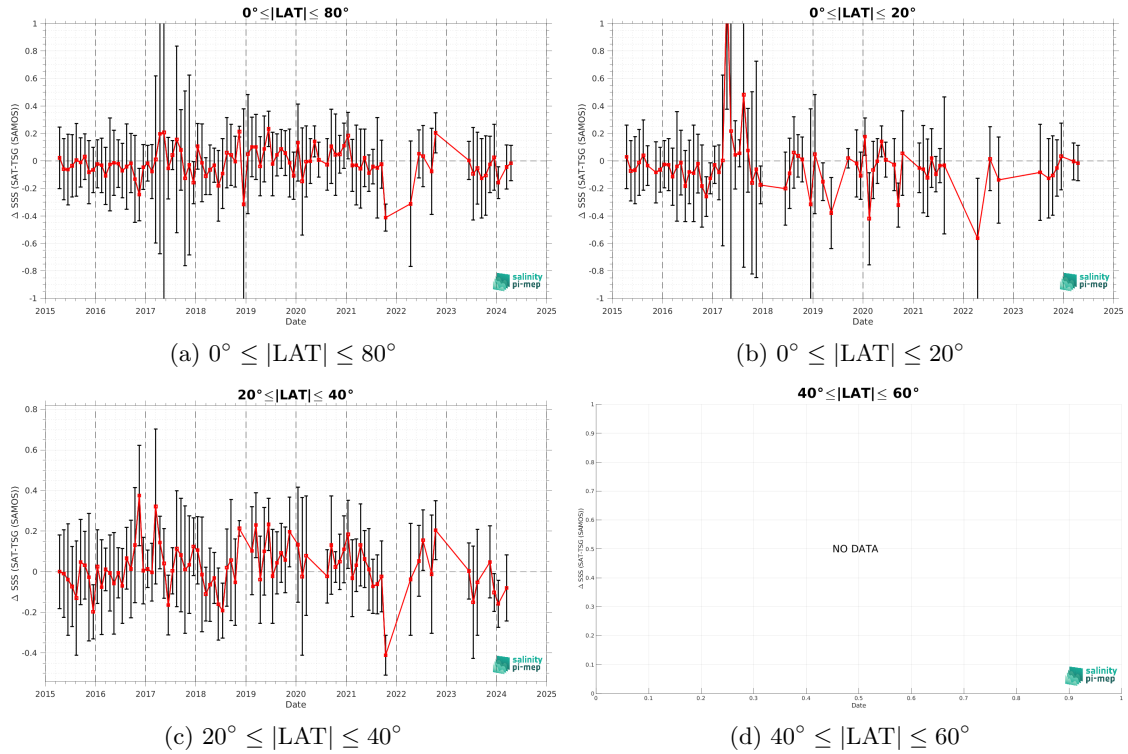 0°≤|LAT|≤ 80°
Δ SSS (SAT-TSG (SAMOS))
1
0.8
0.6
0.4
0.2
0
-0.2
-0.4
-0.6
-0.8
-1
2015 2016 2017 2018 2019 2020 2021 2022 2023 2024 2025
Date
salinity
pi-mep
(a) 0° ≤ |LAT| ≤ 80°
0°≤|LAT|≤ 20°
Δ SSS (SAT-TSG (SAMOS))
1
0.8
0.6
0.4
0.2
0
-0.2
-0.4
-0.6
-0.8
-1
2015 2016 2017 2018 2019 2020 2021 2022 2023 2024 2025
Date
salinity
pi-mep
(b) 0° ≤ |LAT| ≤ 20°
20°≤|LAT|≤ 40°
Δ SSS (SAT-TSG (SAMOS))
0.8
0.6
0.4
0.2
0
-0.2
-0.4
2015 2016 2017 2018 2019 2020 2021 2022 2023 2024 2025
Date
salinity
pi-mep
(c) 20° ≤ |LAT| ≤ 40°
40°≤|LAT|≤ 60°
Δ SSS (SAT-TSG (SAMOS))
1
0.9
0.8
0.7
0.6
0.5
0.4
0.3
0.2
0.1
0
NO DATA
0 0.1 0.2 0.3 0.4 0.5 0.6 0.7 0.8 0.9 1
Date
salinity
pi-mep
(d) 40° ≤ |LAT| ≤ 60°